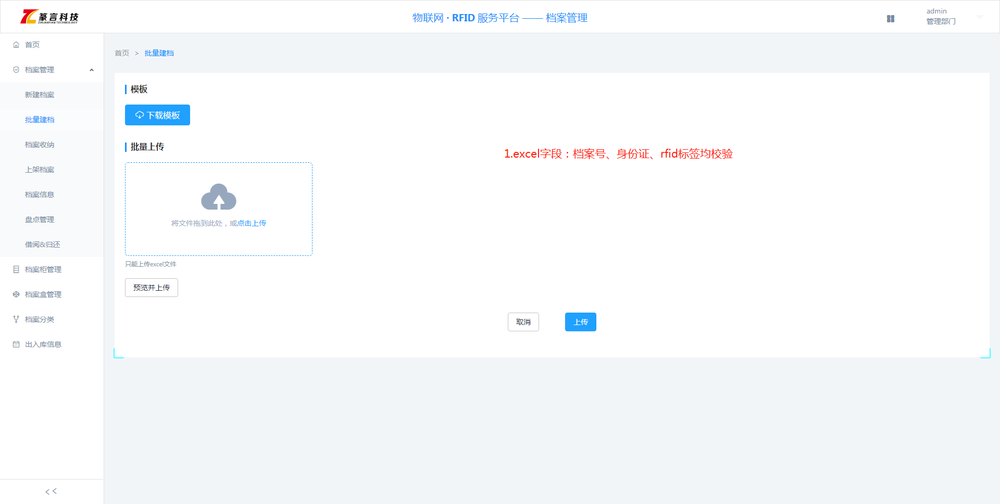 篆言科技
ZHUANYAN TECHNOLOGY
物联网 · RFID 服务平台 —— 档案管理
admin
管理部门
首页
档案管理
新建档案
批量建档
档案收纳
上架档案
档案信息
盘点管理
借阅&归还
档案柜管理
档案盒管理
档案分类
出入库信息
<<
首页 > 批量建档
模板
下载模板
批量上传
1.excel字段：档案号、身份证、rfid标签均校验
将文件拖到此处，或点击上传
只能上传excel文件
预览并上传
取消
上传